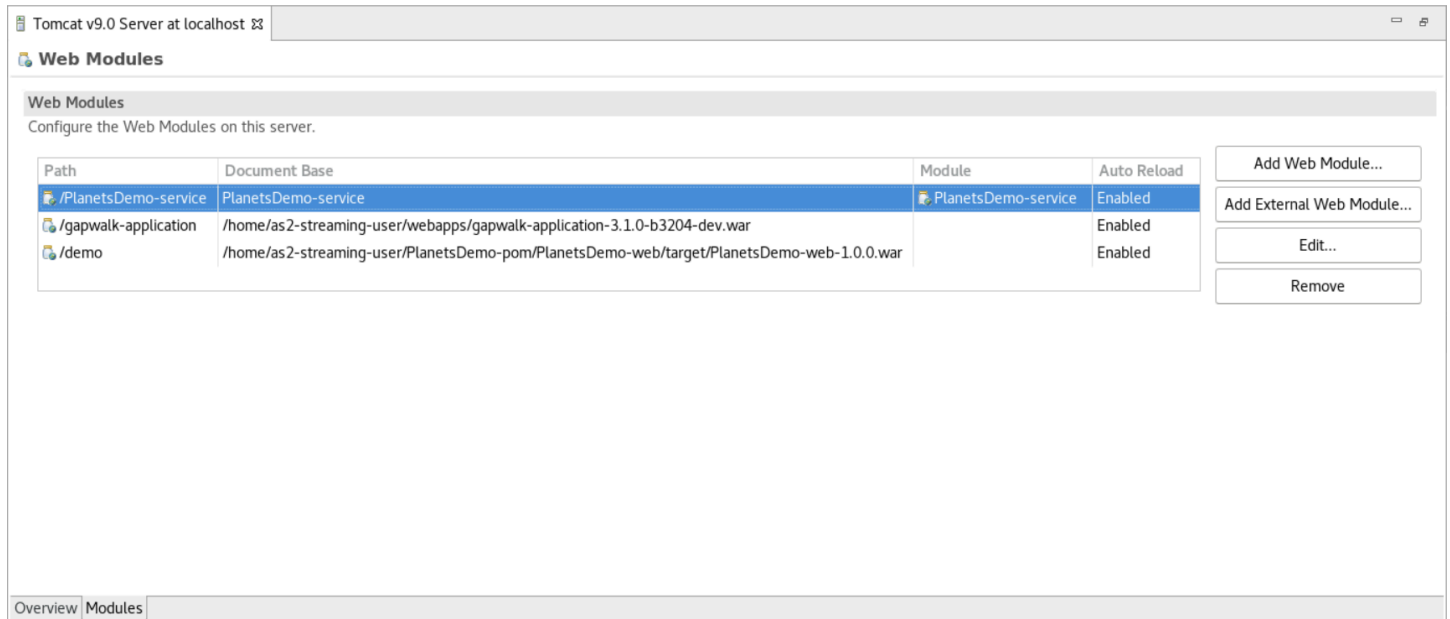 Tomcat v9.0 Server at localhost
Web Modules
Web Modules
Configure the Web Modules on this server.
Path Document Base Module Auto Reload
/PlanetsDemo-service PlanetsDemo-service PlanetsDemo-service Enabled
/gapwalk-application /home/as2-streaming-user/webapps/gapwalk-application-3.1.0-b3204-dev.war Enabled
/demo /home/as2-streaming-user/PlanetsDemo-pom/PlanetsDemo-web/target/PlanetsDemo-web-1.0.0.war Enabled
Add Web Module...
Add External Web Module...
Edit...
Remove
Overview Modules